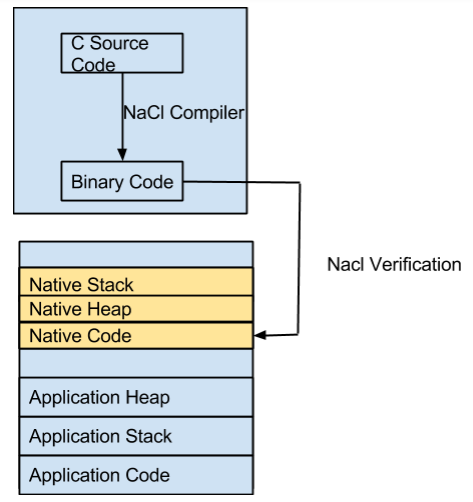 C Source
Code
NaCl Compiler
Binary Code
Nacl Verification
Native Stack
Native Heap
Native Code
Application Heap
Application Stack
Application Code